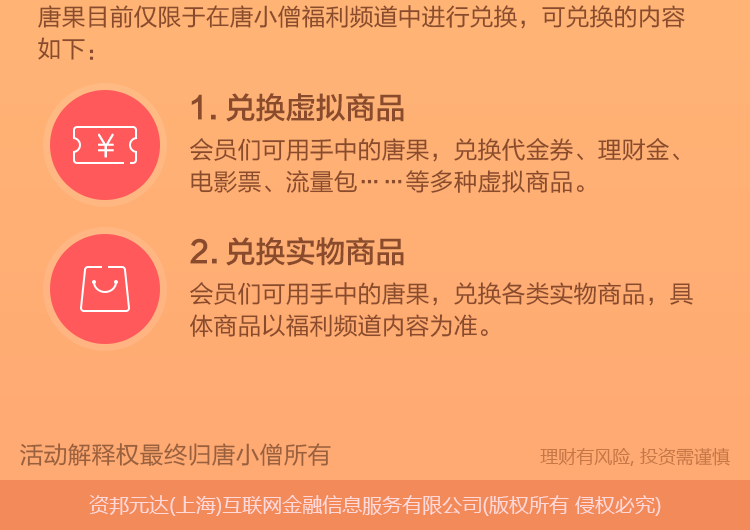 唐果目前仅限于在唐小僧福利频道中进行兑换，可兑换的内容
如下：
¥
1. 兑换虚拟商品
会员们可用手中的唐果，兑换代金券、理财金、
电影票、流量包……等多种虚拟商品。
2. 兑换实物商品
会员们可用手中的唐果，兑换各类实物商品，具
体商品以福利频道内容为准。
活动解释权最终归唐小僧所有
理财有风险, 投资需谨慎
资邦元达(上海)互联网金融信息服务有限公司(版权所有 侵权必究)